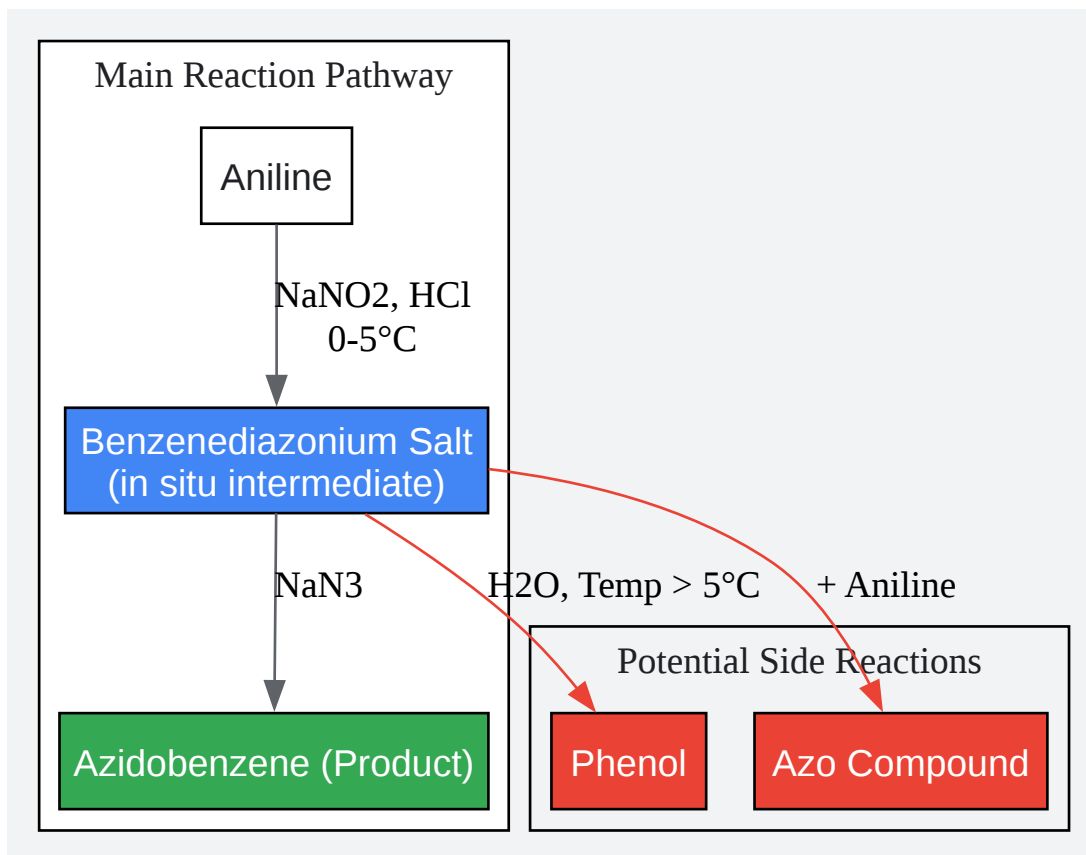 Main Reaction Pathway
Aniline
NaNO2, HCl
0-5°C
Benzenediazonium Salt
(in situ intermediate)
NaN3
H2O, Temp > 5°C
+ Aniline
Potential Side Reactions
Azidobenzene (Product)
Phenol
Azo Compound